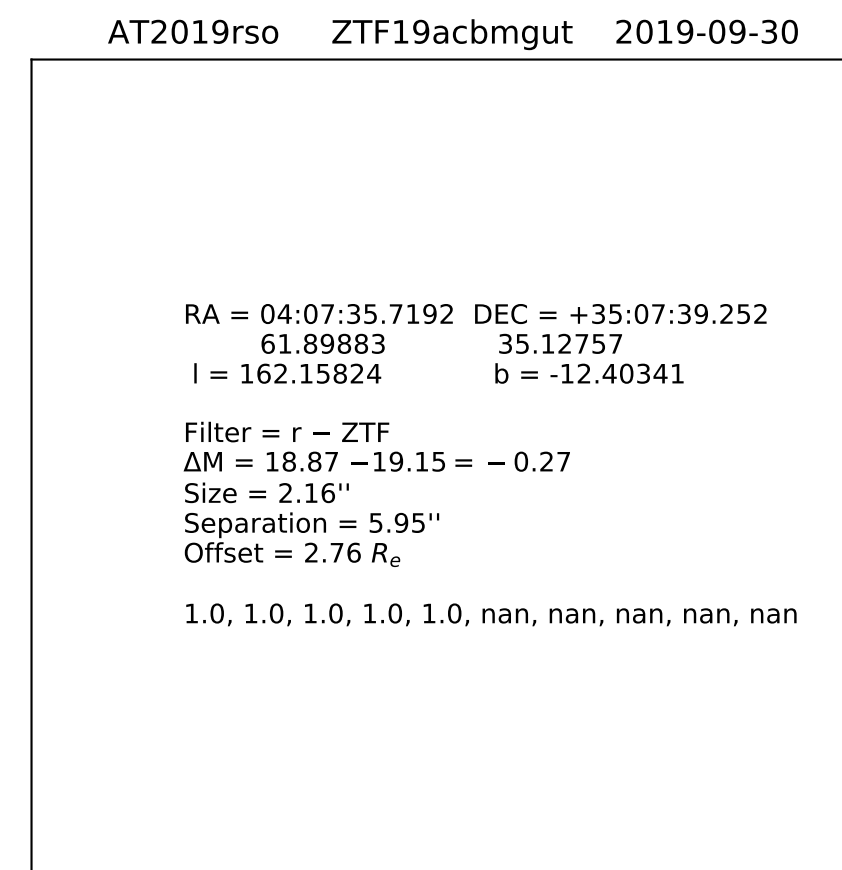 AT2019rso ZTF19acbmgut 2019-09-30
RA = 04:07:35.7192 DEC = +35:07:39.252
61.89883 35.12757
l = 162.15824 b = -12.40341
Filter = r − ZTF
ΔM = 18.87 −19.15 = − 0.27
Size = 2.16''
Separation = 5.95''
Offset = 2.76 Rₑ
1.0, 1.0, 1.0, 1.0, 1.0, nan, nan, nan, nan, nan